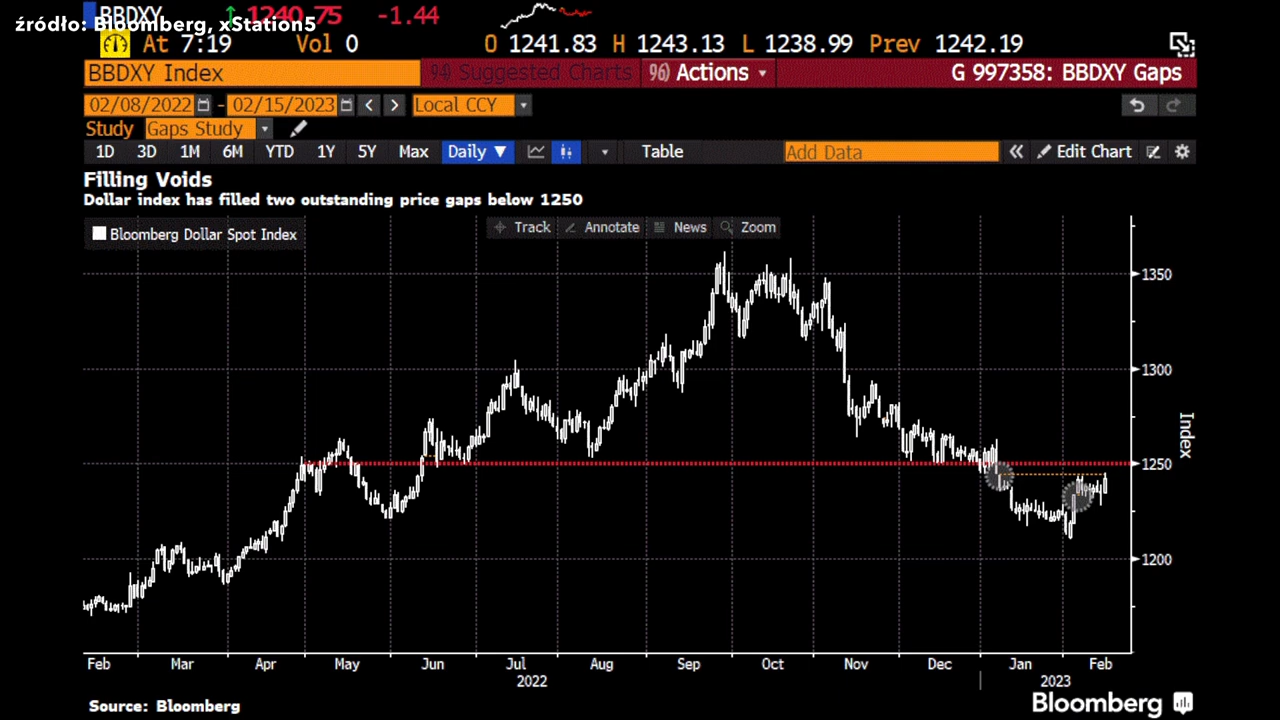 BBDXY ↑ 1240.75 -1.44
źródło: Bloomberg, xStation5
At 7:19 Vol 0 O 1241.83 H 1243.13 L 1238.99 Prev 1242.19
BBDXY Index 94) Suggested Charts 96) Actions G 997358: BBDXY Gaps
02/08/2022 - 02/15/2023 < > Local CCY
Study Gaps Study
1D 3D 1M 6M YTD 1Y 5Y Max Daily ▼ Table Add Data « Edit Chart
Filling Voids
Dollar index has filled two outstanding price gaps below 1250
Bloomberg Dollar Spot Index
Track Annotate News Zoom
1350
1300
1250
1200
Index
Feb Mar Apr May Jun Jul Aug Sep Oct Nov Dec Jan Feb
2022 2023
Source: Bloomberg
Bloomberg